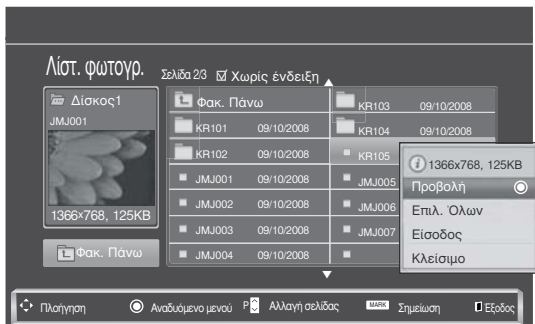 Λίστ. φωτογρ. Σελίδα 2/3 Χωρίς ένδειξη
Δίσκος1
JMJ001
1366x768, 125KB
Φακ. Πάνω
Φακ. Πάνω
KR101 09/10/2008
KR102 09/10/2008
JMJ001 09/10/2008
JMJ002 09/10/2008
JMJ003 09/10/2008
JMJ004 09/10/2008
KR103 09/10/2008
KR104 09/10/2008
KR105
JMJ005
JMJ006
JMJ007
1366x768, 125KB
Προβολή
Επιλ. Όλων
Είσοδος
Κλείσιμο
Πλοήγηση Αναδυόμενο μενού P Αλλαγή σελίδας MARK Σημείωση Εξοδος